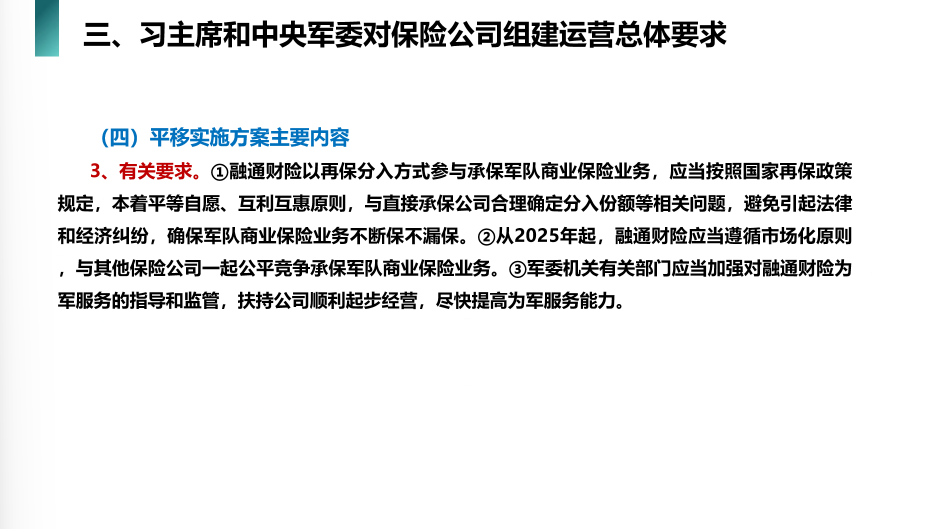 三、习主席和中央军委对保险公司组建运营总体要求
（四）平移实施方案主要内容
3、有关要求。①融通财险以再保分入方式参与承保军队商业保险业务，应当按照国家再保政策
规定，本着平等自愿、互利互惠原则，与直接承保公司合理确定分入份额等相关问题，避免引起法律
和经济纠纷，确保军队商业保险业务不断保不漏保。②从2025年起，融通财险应当遵循市场化原则
，与其他保险公司一起公平竞争承保军队商业保险业务。③军委机关有关部门应当加强对融通财险为
军服务的指导和监管，扶持公司顺利起步经营，尽快提高为军服务能力。